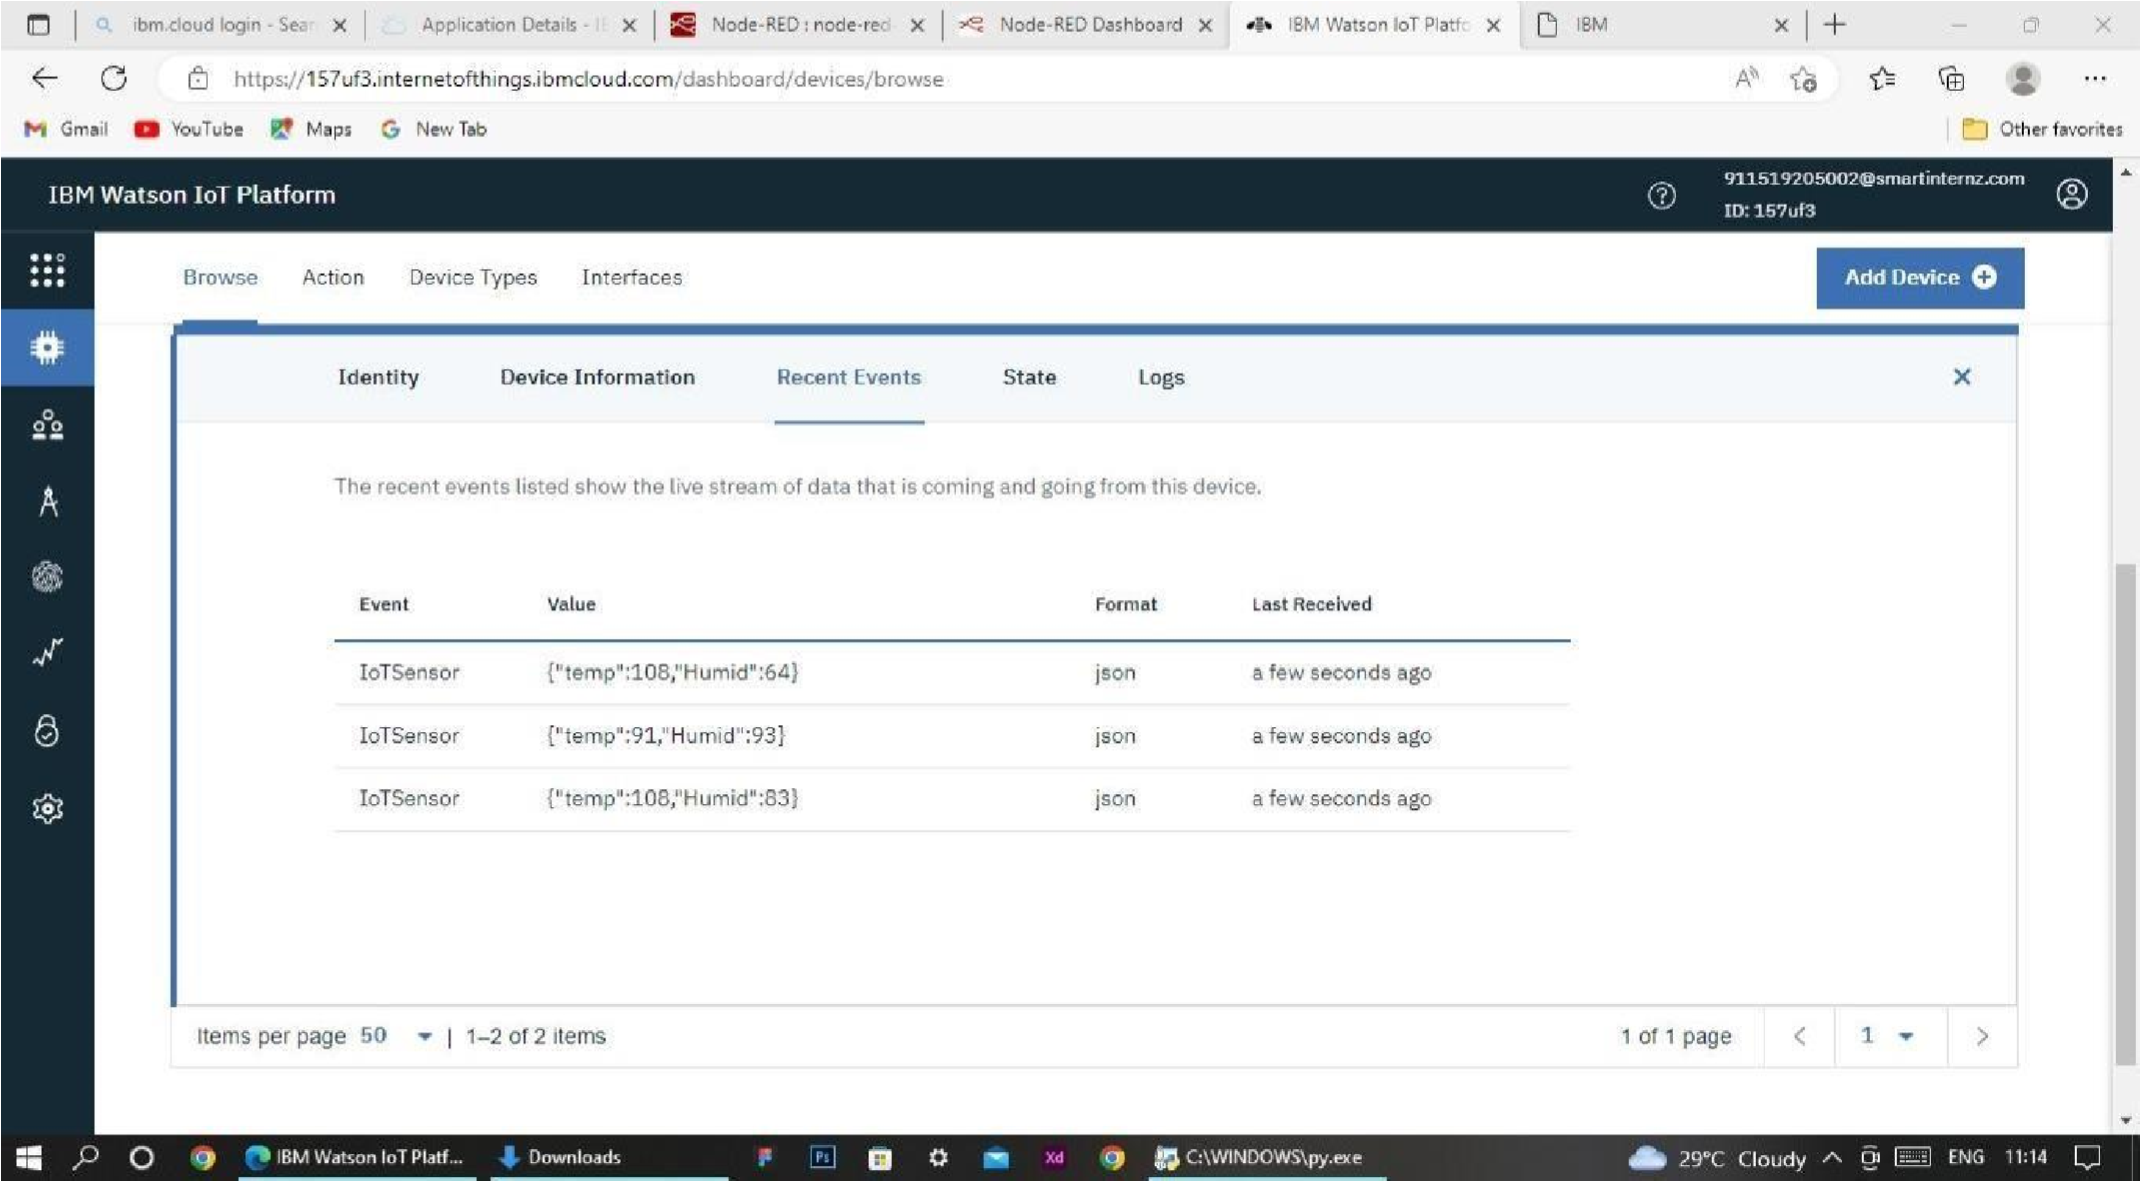 ibm.cloud login - Sear
Application Details - IB
Node-RED : node-red
Node-RED Dashboard
IBM Watson IoT Platfo
IBM
https://157uf3.internetofthings.ibmcloud.com/dashboard/devices/browse
Gmail YouTube Maps New Tab
Other favorites
IBM Watson IoT Platform
911519205002@smartinternz.com
ID: 157uf3
Browse Action Device Types Interfaces
Add Device
Identity Device Information Recent Events State Logs
The recent events listed show the live stream of data that is coming and going from this device.
Event Value Format Last Received
IoTSensor {"temp":108,"Humid":64} json a few seconds ago
IoTSensor {"temp":91,"Humid":93} json a few seconds ago
IoTSensor {"temp":108,"Humid":83} json a few seconds ago
Items per page 50 | 1–2 of 2 items
1 of 1 page < 1 >
IBM Watson IoT Platf...
Downloads
Ps
Xd
C:\WINDOWS\py.exe
29°C Cloudy
ENG
11:14